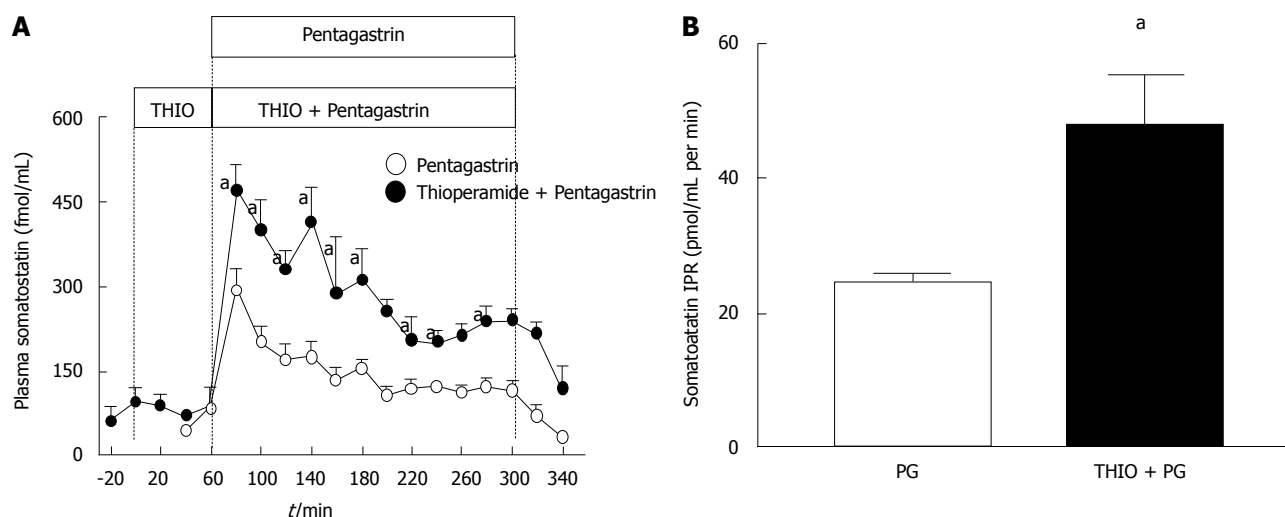 A
Pentagastrin
THIO
THIO + Pentagastrin
Pentagastrin
Thioperamide + Pentagastrin
Plasma somatostatin (fmol/mL)
600
450
300
150
0
a
a
a
a
a
a
a
a
a
-20 20 60 100 140 180 220 260 300 340
t/min
B
a
Somatoatatin IPR (pmol/mL per min)
60
40
20
0
PG
THIO + PG